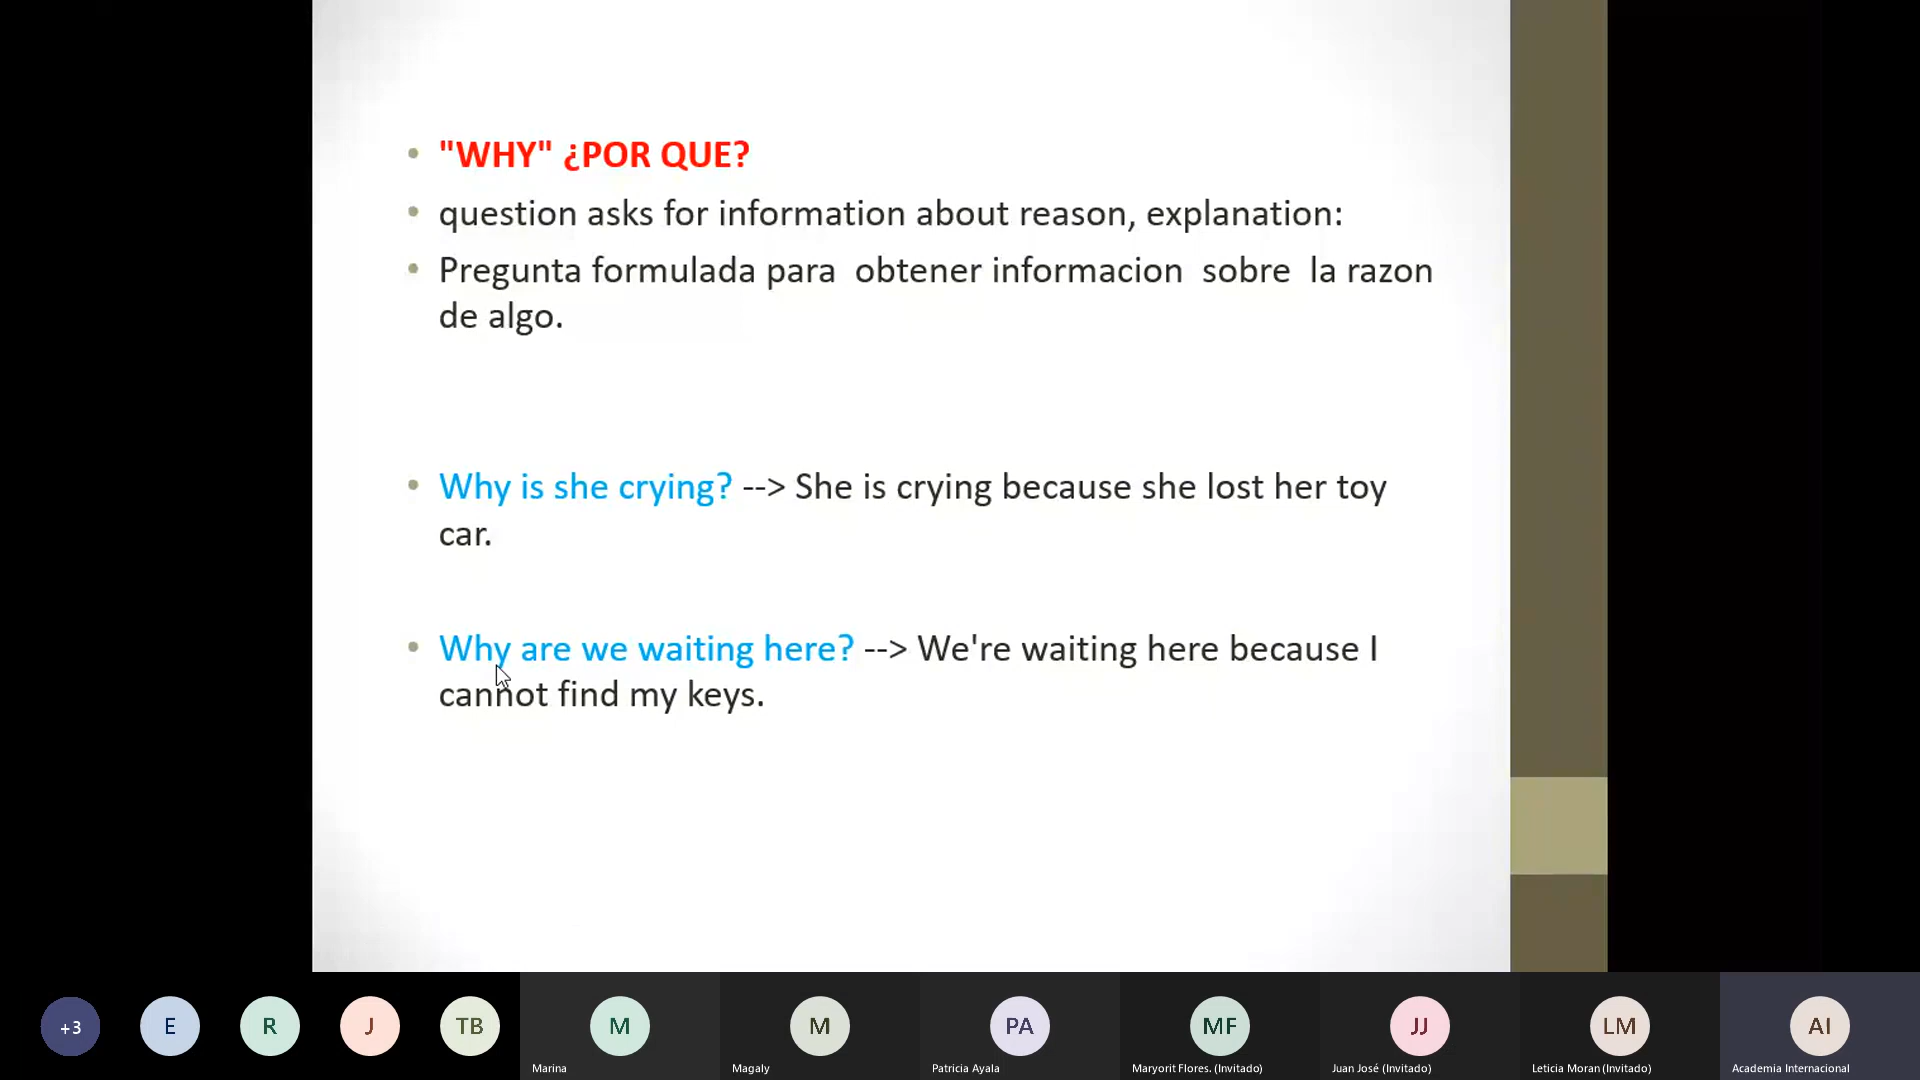 "WHY" ¿POR QUE?
question asks for information about reason, explanation:
Pregunta formulada para obtener informacion sobre la razon
de algo.
Why is she crying? --> She is crying because she lost her toy
car.
Why are we waiting here? --> We're waiting here because I
cannot find my keys.
+3 E R J TB M M PA MF JJ LM AI
Marina Magaly Patricia Ayala Maryorit Flores. (Invitado) Juan José (Invitado) Leticia Moran (Invitado) Academia Internacional